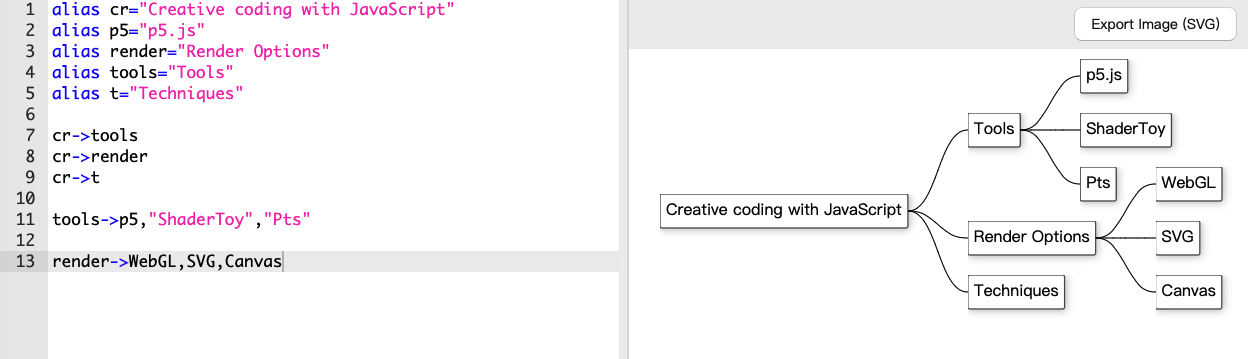 1 alias cr="Creative coding with JavaScript"
2 alias p5="p5.js"
3 alias render="Render Options"
4 alias tools="Tools"
5 alias t="Techniques"
6
7 cr->tools
8 cr->render
9 cr->t
10
11 tools->p5,"ShaderToy","Pts"
12
13 render->WebGL,SVG,Canvas
Export Image (SVG)
p5.js
Tools
ShaderToy
Pts
WebGL
Creative coding with JavaScript
Render Options
SVG
Techniques
Canvas